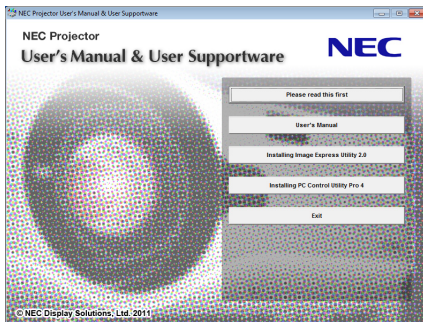 NEC Projector User's Manual & User Supportware
NEC Projector
User's Manual & User Supportware
NEC
Please read this first
User's Manual
Installing Image Express Utility 2.0
Installing PC Control Utility Pro 4
Exit
© NEC Display Solutions, Ltd. 2011